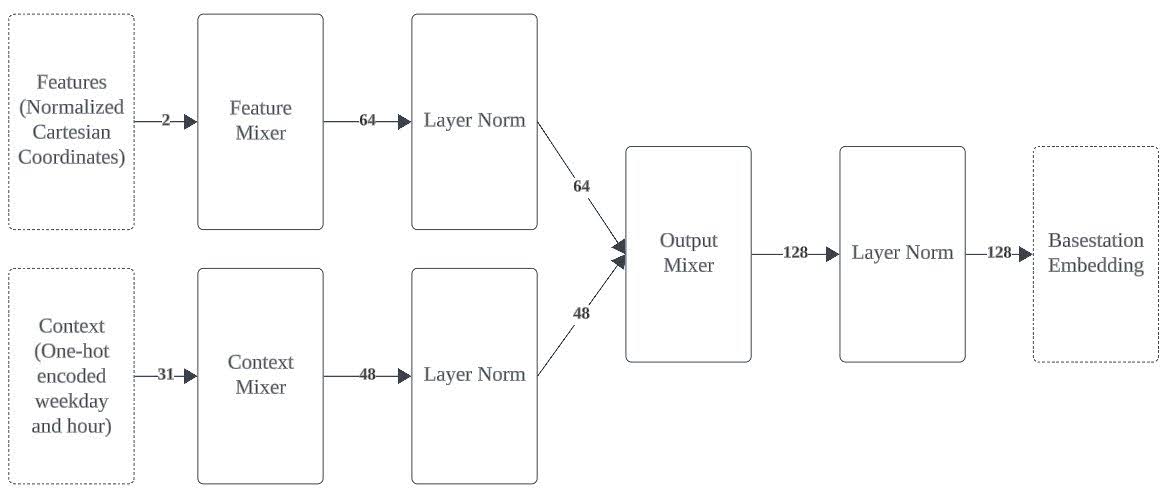 Features
(Normalized
Cartesian
Coordinates)
2
Feature
Mixer
64
Layer Norm
64
Context
(One-hot
encoded
weekday
and hour)
31
Context
Mixer
48
Layer Norm
48
Output
Mixer
128
Layer Norm
128
Basestation
Embedding